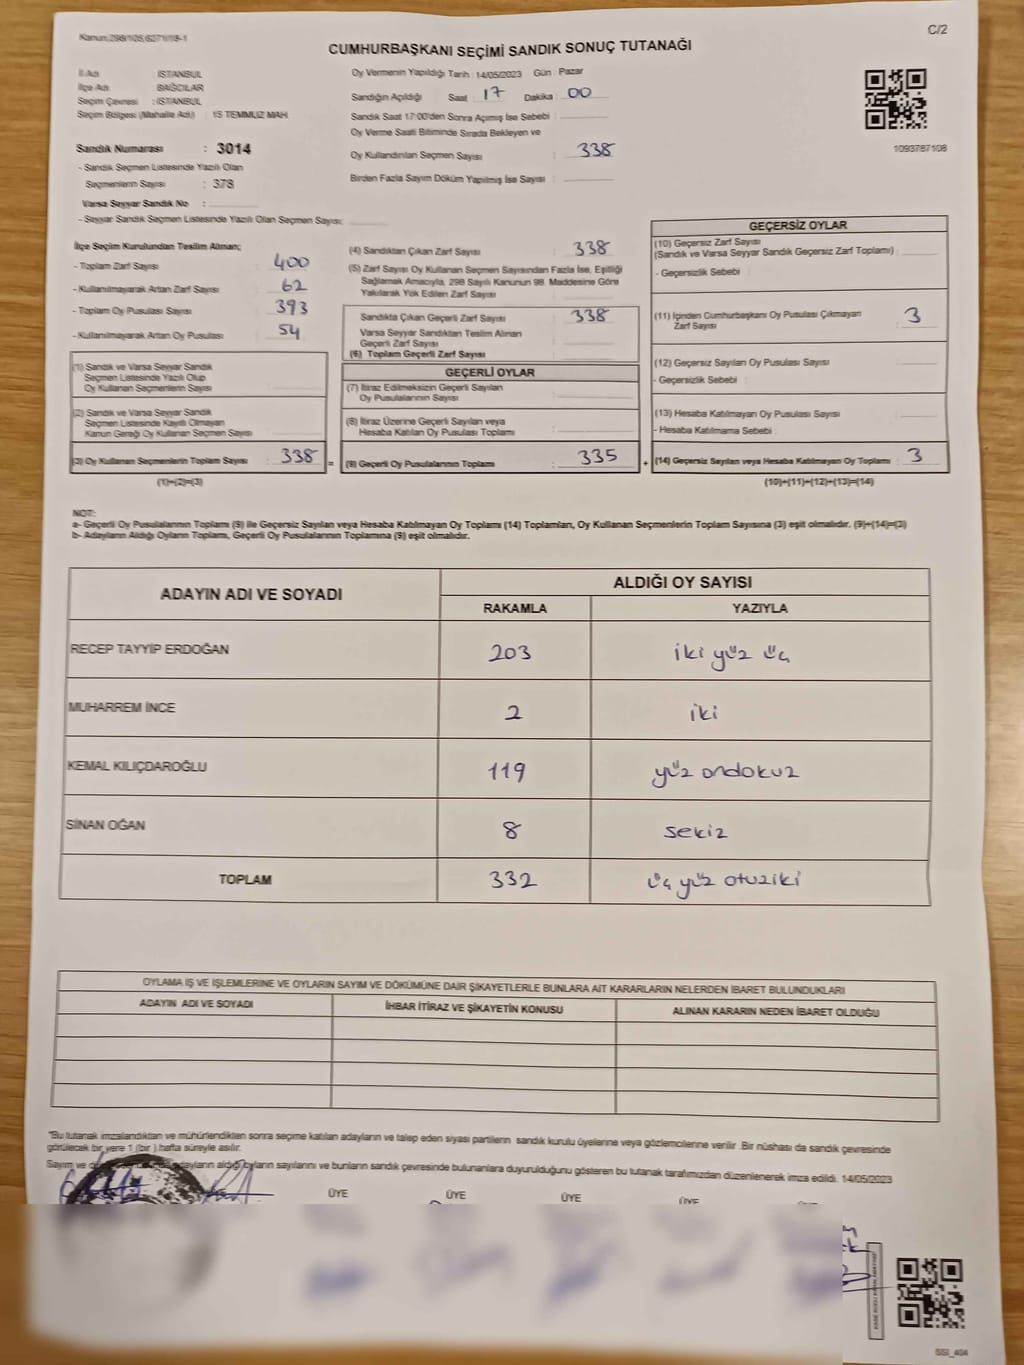 Kanun:298/105,6271/18-1
C/2
CUMHURBAŞKANI SEÇİMİ SANDIK SONUÇ TUTANAĞI
İl Adı : İSTANBUL
İlçe Adı : BAĞCILAR
Seçim Çevresi : İSTANBUL
Seçim Bölgesi (Mahalle Adı) : 15 TEMMUZ MAH.
Sandık Numarası : 3014
- Sandık Seçmen Listesinde Yazılı Olan
Seçmenlerin Sayısı : 378
Varsa Seyyar Sandık No :
- Seyyar Sandık Seçmen Listesinde Yazılı Olan Seçmen Sayısı:
Oy Vermenin Yapıldığı Tarih : 14/05/2023 Gün : Pazar
Sandığın Açıldığı Saat : 17 Dakika : 00
Sandık Saat 17:00'den Sonra Açılmış İse Sebebi :
Oy Verme Saati Bitiminde Sırada Bekleyen ve
Oy Kullandırılan Seçmen Sayısı : 338
Birden Fazla Sayım Döküm Yapılmış İse Sayısı :
1093787108
İlçe Seçim Kurulundan Teslim Alınan;
- Toplam Zarf Sayısı : 400
- Kullanılmayarak Artan Zarf Sayısı : 62
- Toplam Oy Pusulası Sayısı : 393
- Kullanılmayarak Artan Oy Pusulası : 54
(1) Sandık ve Varsa Seyyar Sandık
Seçmen Listesinde Yazılı Olup
Oy Kullanan Seçmenlerin Sayısı :
(2) Sandık ve Varsa Seyyar Sandık
Seçmen Listesinde Kayıtlı Olmayan
Kanun Gereği Oy Kullanan Seçmen Sayısı :
(3) Oy Kullanan Seçmenlerin Toplam Sayısı : 338 =
(1)+(2)=(3)
(4) Sandıktan Çıkan Zarf Sayısı : 338
(5) Zarf Sayısı Oy Kullanan Seçmen Sayısından Fazla İse, Eşitliği
Sağlamak Amacıyla, 298 Sayılı Kanunun 98. Maddesine Göre
Yakılarak Yok Edilen Zarf Sayısı :
Sandıkta Çıkan Geçerli Zarf Sayısı : 338
Varsa Seyyar Sandıktan Teslim Alınan
Geçerli Zarf Sayısı :
(6) Toplam Geçerli Zarf Sayısı :
GEÇERLİ OYLAR
(7) İtiraz Edilmeksizin Geçerli Sayılan
Oy Pusulalarının Sayısı :
(8) İtiraz Üzerine Geçerli Sayılan veya
Hesaba Katılan Oy Pusulası Toplamı :
(9) Geçerli Oy Pusulalarının Toplamı : 335 +
GEÇERSİZ OYLAR
(10) Geçersiz Zarf Sayısı
(Sandık ve Varsa Seyyar Sandık Geçersiz Zarf Toplamı) :
- Geçersizlik Sebebi :
(11) İçinden Cumhurbaşkanı Oy Pusulası Çıkmayan
Zarf Sayısı : 3
(12) Geçersiz Sayılan Oy Pusulası Sayısı :
- Geçersizlik Sebebi :
(13) Hesaba Katılmayan Oy Pusulası Sayısı :
- Hesaba Katılmama Sebebi :
(14) Geçersiz Sayılan veya Hesaba Katılmayan Oy Toplamı : 3
(10)+(11)+(12)+(13)=(14)
NOT:
a- Geçerli Oy Pusulalarının Toplamı (9) ile Geçersiz Sayılan veya Hesaba Katılmayan Oy Toplamı (14) Toplamları, Oy Kullanan Seçmenlerin Toplam Sayısına (3) eşit olmalıdır. (9)+(14)=(3)
b- Adayların Aldığı Oyların Toplamı, Geçerli Oy Pusulalarının Toplamına (9) eşit olmalıdır.
ADAYIN ADI VE SOYADI
ALDIĞI OY SAYISI
RAKAMLA YAZIYLA
RECEP TAYYİP ERDOĞAN 203 iki yüz üç
MUHARREM İNCE 2 iki
KEMAL KILIÇDAROĞLU 119 yüz ondokuz
SİNAN OĞAN 8 sekiz
TOPLAM 332 üç yüz otuziki
OYLAMA İŞ VE İŞLEMLERİNE VE OYLARIN SAYIM VE DÖKÜMÜNE DAİR ŞİKAYETLERLE BUNLARA AİT KARARLARIN NELERDEN İBARET BULUNDUKLARI
ADAYIN ADI VE SOYADI İHBAR İTİRAZ VE ŞİKAYETİN KONUSU ALINAN KARARIN NEDEN İBARET OLDUĞU
*Bu tutanak imzalandıktan ve mühürlendikten sonra seçime katılan adayların ve talep eden siyasi partilerin sandık kurulu üyelerine veya gözlemcilerine verilir. Bir nüshası da sandık çevresinde
görülecek bir yere 1 (bir) hafta süreyle asılır.
Sayım ve adayların aldığı oyların sayılarını ve bunların sandık çevresinde bulunanlara duyurulduğunu gösteren bu tutanak tarafımızdan düzenlenerek imza edildi. 14/05/2023
ÜYE ÜYE ÜYE ÜYE